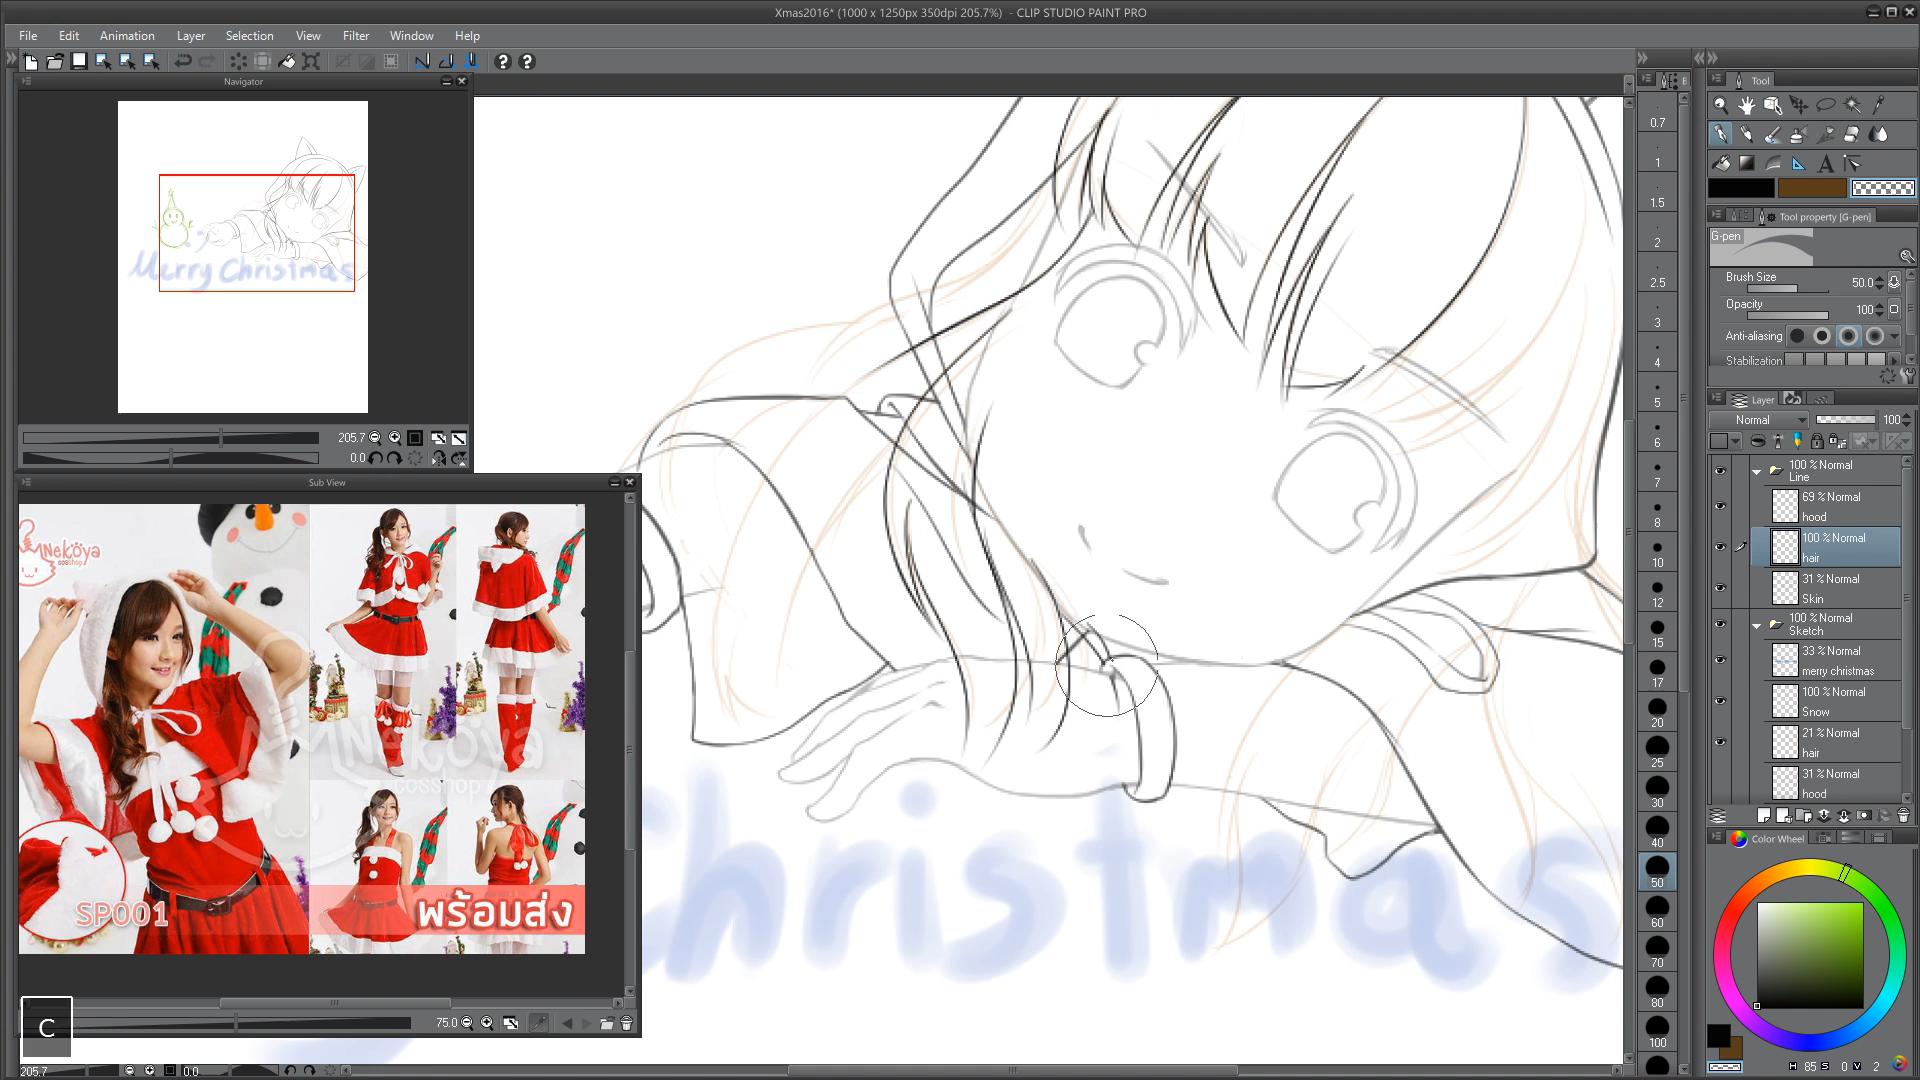 Xmas2016* (1000 x 1250px 350dpi 205.7%) - CLIP STUDIO PAINT PRO
File Edit Animation Layer Selection View Filter Window Help
Navigator
Merry Christmas
205.7
0.0
Sub View
Nekoya
cosshop
Nekoya
cosshop
SP001
พร้อมส่ง
75.0
C
205.7 0.0
Christmas
0.7
1
1.5
2
2.5
3
4
5
6
7
8
10
12
15
17
20
25
30
40
50
60
70
80
100
Tool
Tool property [G-pen]
G-pen
Brush Size 50.0
Opacity 100
Anti-aliasing
Stabilization
Layer
Normal 100
100 % Normal
Line
69 % Normal
hood
100 % Normal
hair
31 % Normal
Skin
100 % Normal
Sketch
33 % Normal
merry christmas
100 % Normal
Snow
21 % Normal
hair
31 % Normal
hood
Color Wheel
H 85 S 0 V 2